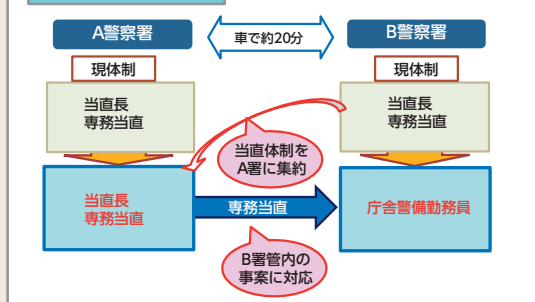 A警察署
車で約20分
B警察署
現体制
現体制
当直長
専務当直
当直長
専務当直
当直体制を
A署に集約
当直長
専務当直
専務当直
庁舎警備勤務員
B署管内の
事案に対応